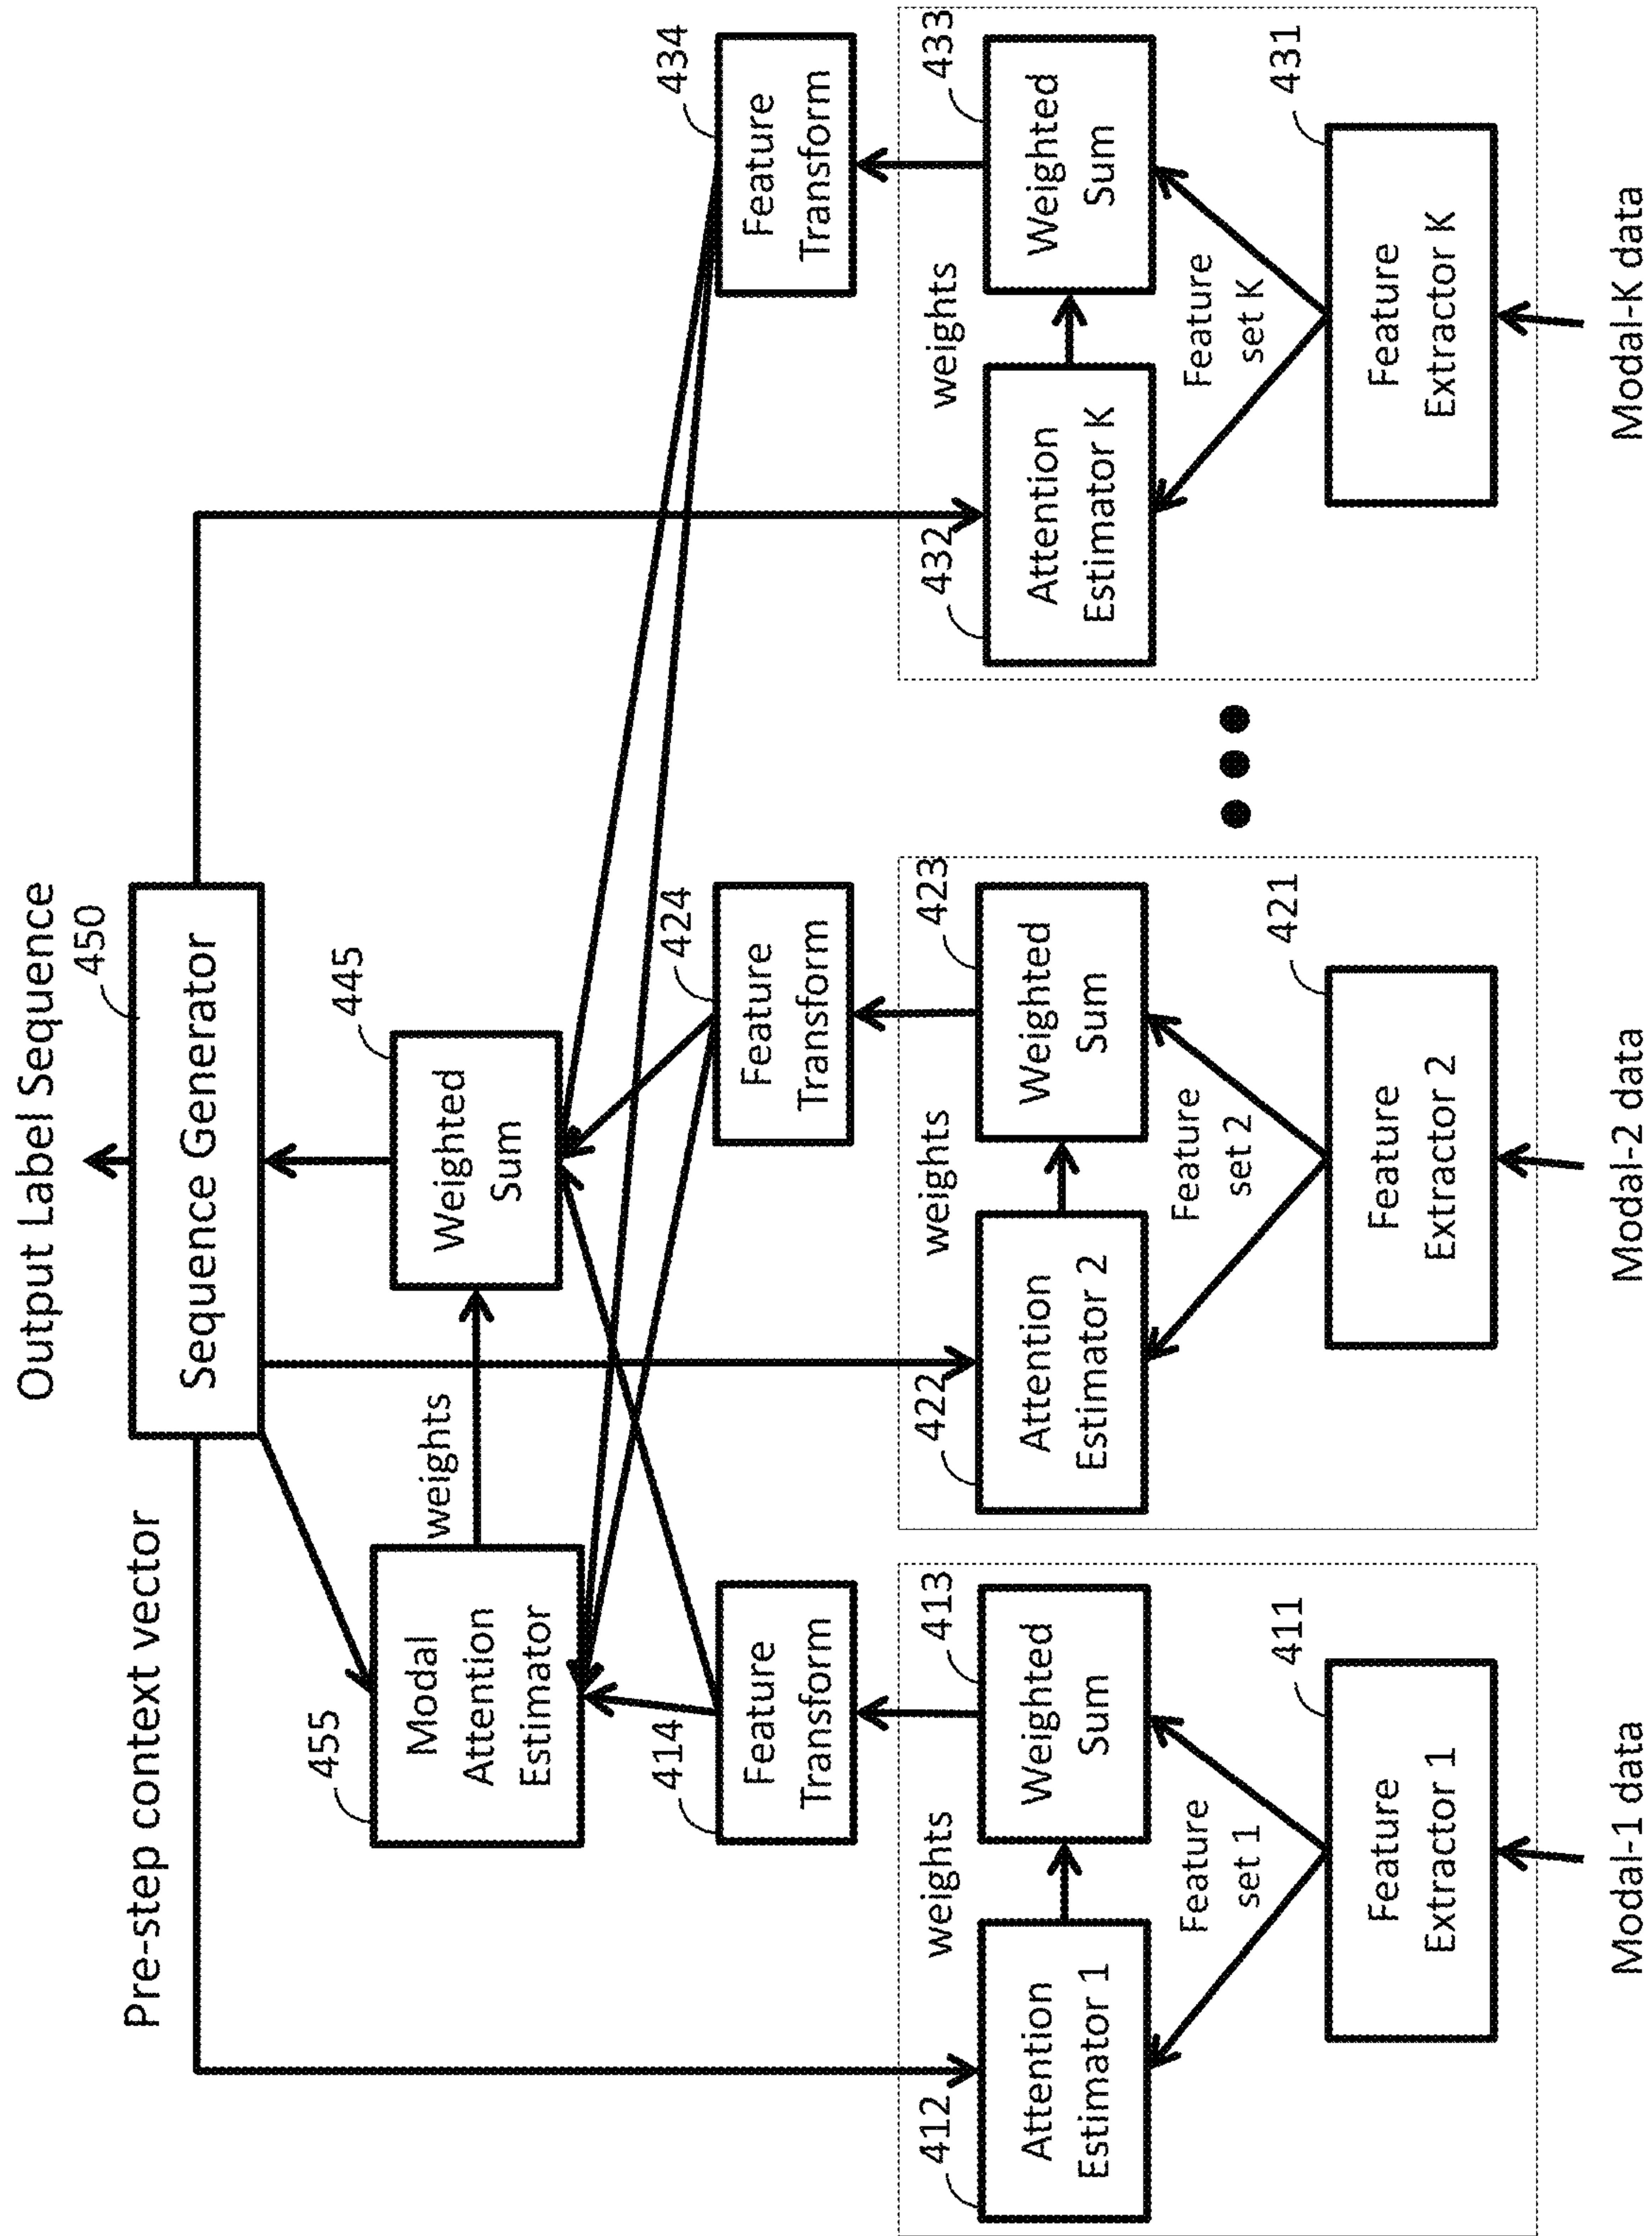 Output Label Sequence
450
Pre-step context vector
Sequence Generator
455
Modal
Attention
Estimator
weights
445
Weighted
Sum
414
Feature
Transform
424
Feature
Transform
434
Feature
Transform
412
Attention
Estimator 1
weights
413
Weighted
Sum
Feature
set 1
411
Feature
Extractor 1
Modal-1 data
422
Attention
Estimator 2
weights
423
Weighted
Sum
Feature
set 2
421
Feature
Extractor 2
Modal-2 data
432
Attention
Estimator K
weights
433
Weighted
Sum
Feature
set K
431
Feature
Extractor K
Modal-K data